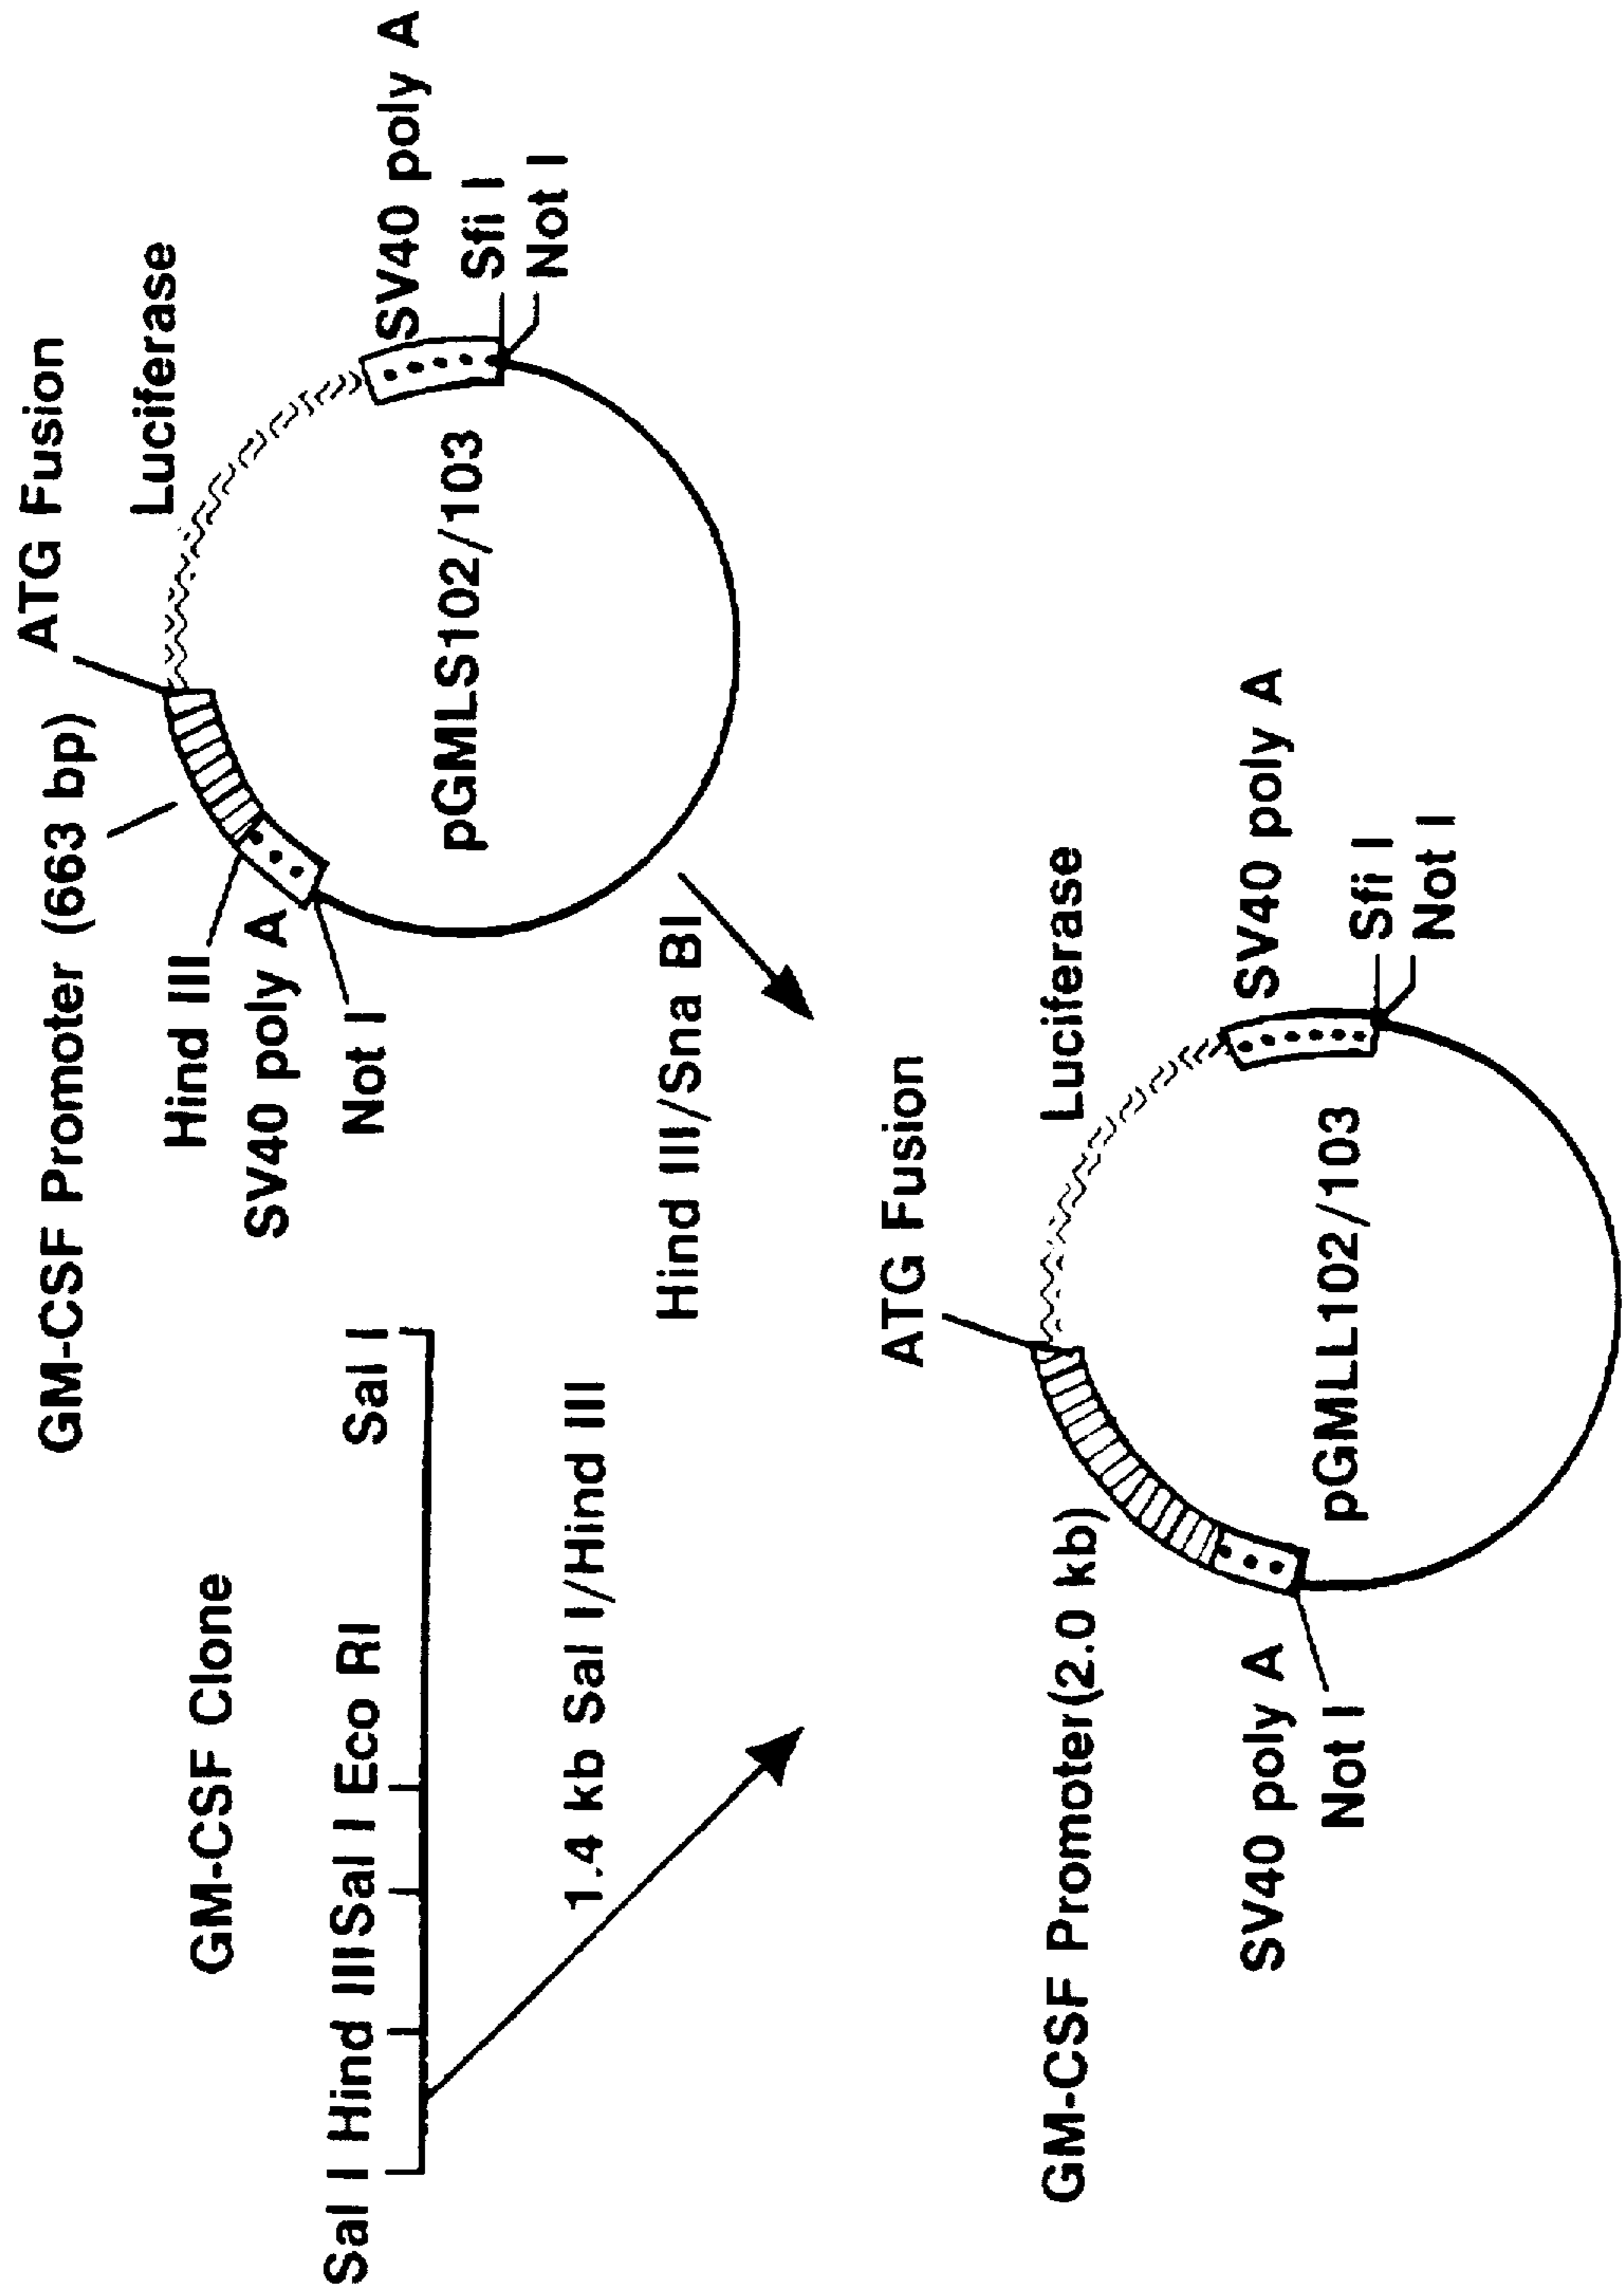 GM-CSF Clone
Sal I Hind III Sal I Eco RI Sal I
1.4 kb Sal I/Hind III
GM-CSF Promoter (663 bp)
ATG Fusion
Luciferase
Hind III
SV40 poly A
Not I
pGMLS102/103
SV40 poly A
Sfi I
Not I
Hind III/Sna BI
GM-CSF Promoter(2.0 kb)
ATG Fusion
Luciferase
SV40 poly A
Not I
pGMLL102/103
SV40 poly A
Sfi I
Not I